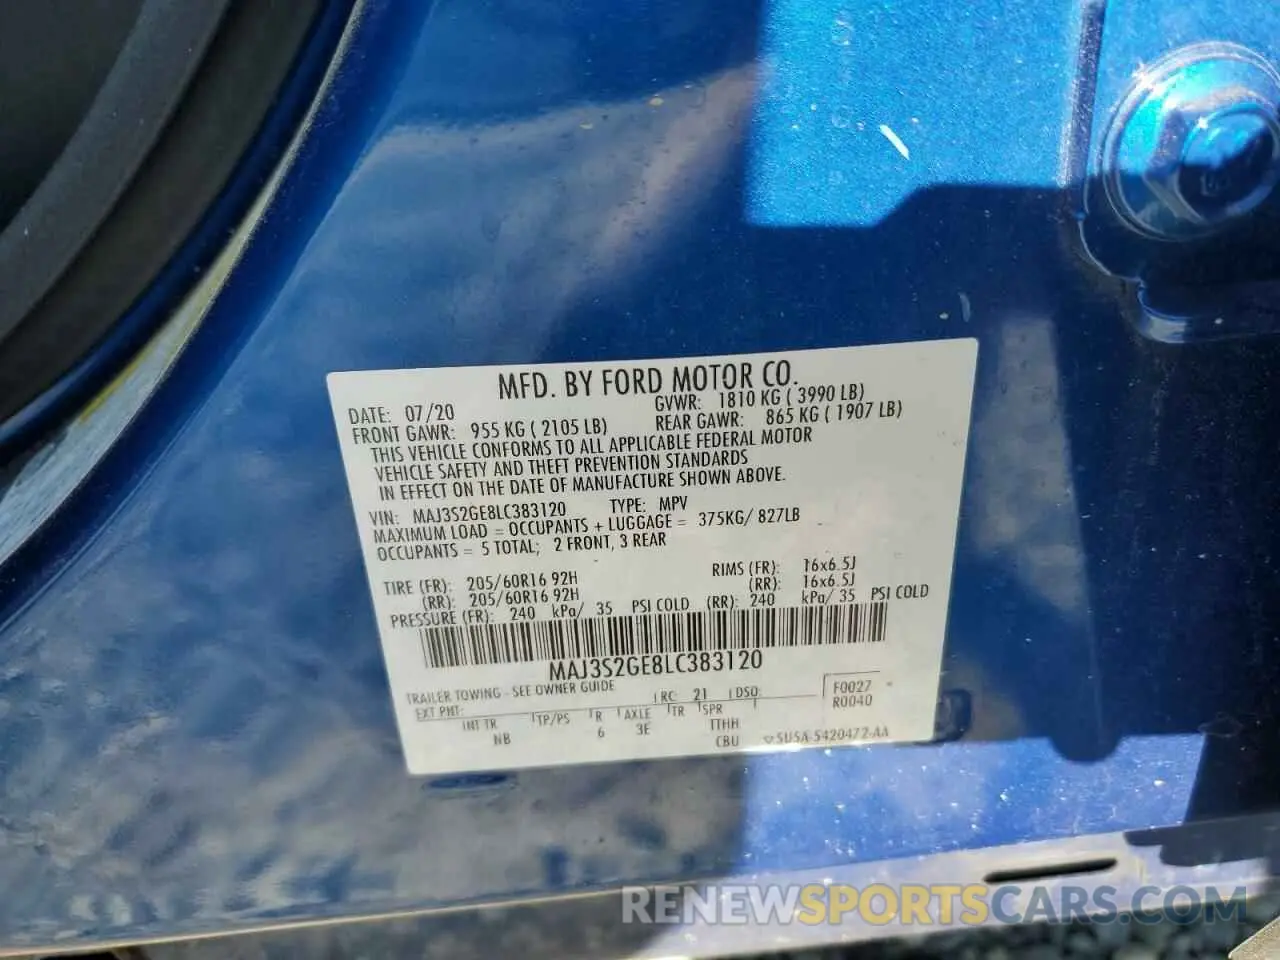 MFD. BY FORD MOTOR CO.
DATE: 07/20 GVWR: 1810 KG ( 3990 LB)
FRONT GAWR: 955 KG ( 2105 LB) REAR GAWR: 865 KG ( 1907 LB)
THIS VEHICLE CONFORMS TO ALL APPLICABLE FEDERAL MOTOR
VEHICLE SAFETY AND THEFT PREVENTION STANDARDS
IN EFFECT ON THE DATE OF MANUFACTURE SHOWN ABOVE.
VIN: MAJ3S2GE8LC383120 TYPE: MPV
MAXIMUM LOAD = OCCUPANTS + LUGGAGE = 375KG/ 827LB
OCCUPANTS = 5 TOTAL; 2 FRONT, 3 REAR
TIRE (FR): 205/60R16 92H RIMS (FR): 16x6.5J
(RR): 205/60R16 92H (RR): 16x6.5J
PRESSURE (FR): 240 kPa/ 35 PSI COLD (RR): 240 kPa/ 35 PSI COLD
MAJ3S2GE8LC383120
TRAILER TOWING - SEE OWNER GUIDE
EXT PNT: RC: 21 DSO: F0027
INT TR TP/PS R AXLE TR SPR R0040
NB 6 3E TTHH
CBU 5U5A-5420472-AA
RENEWSPORTSCARS.COM